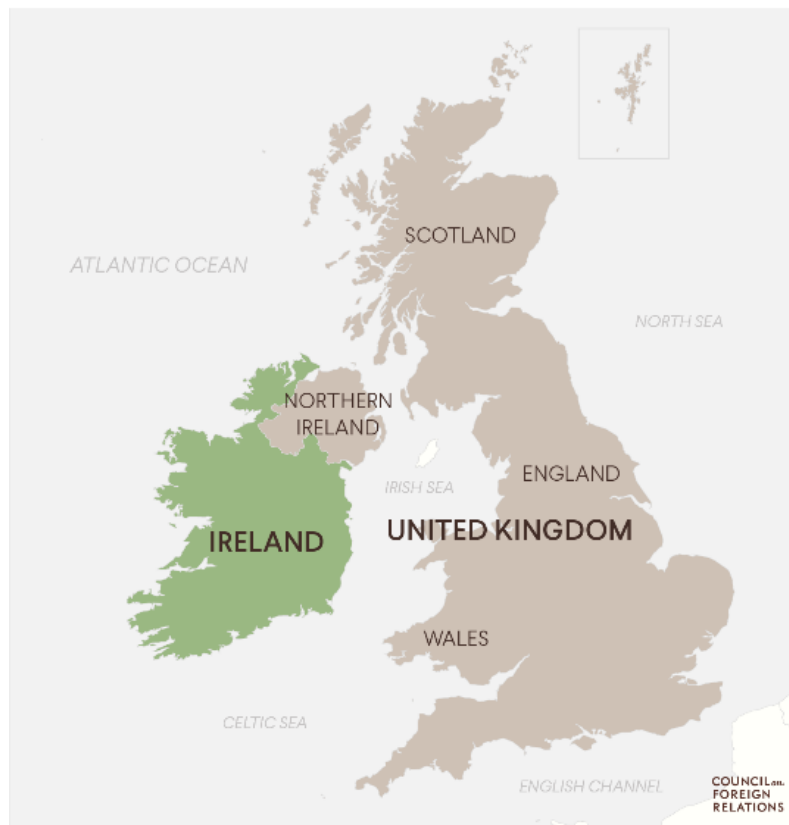 SCOTLAND
ATLANTIC OCEAN
NORTH SEA
NORTHERN
IRELAND
ENGLAND
IRISH SEA
UNITED KINGDOM
IRELAND
WALES
CELTIC SEA
ENGLISH CHANNEL
COUNCIL on
FOREIGN
RELATIONS